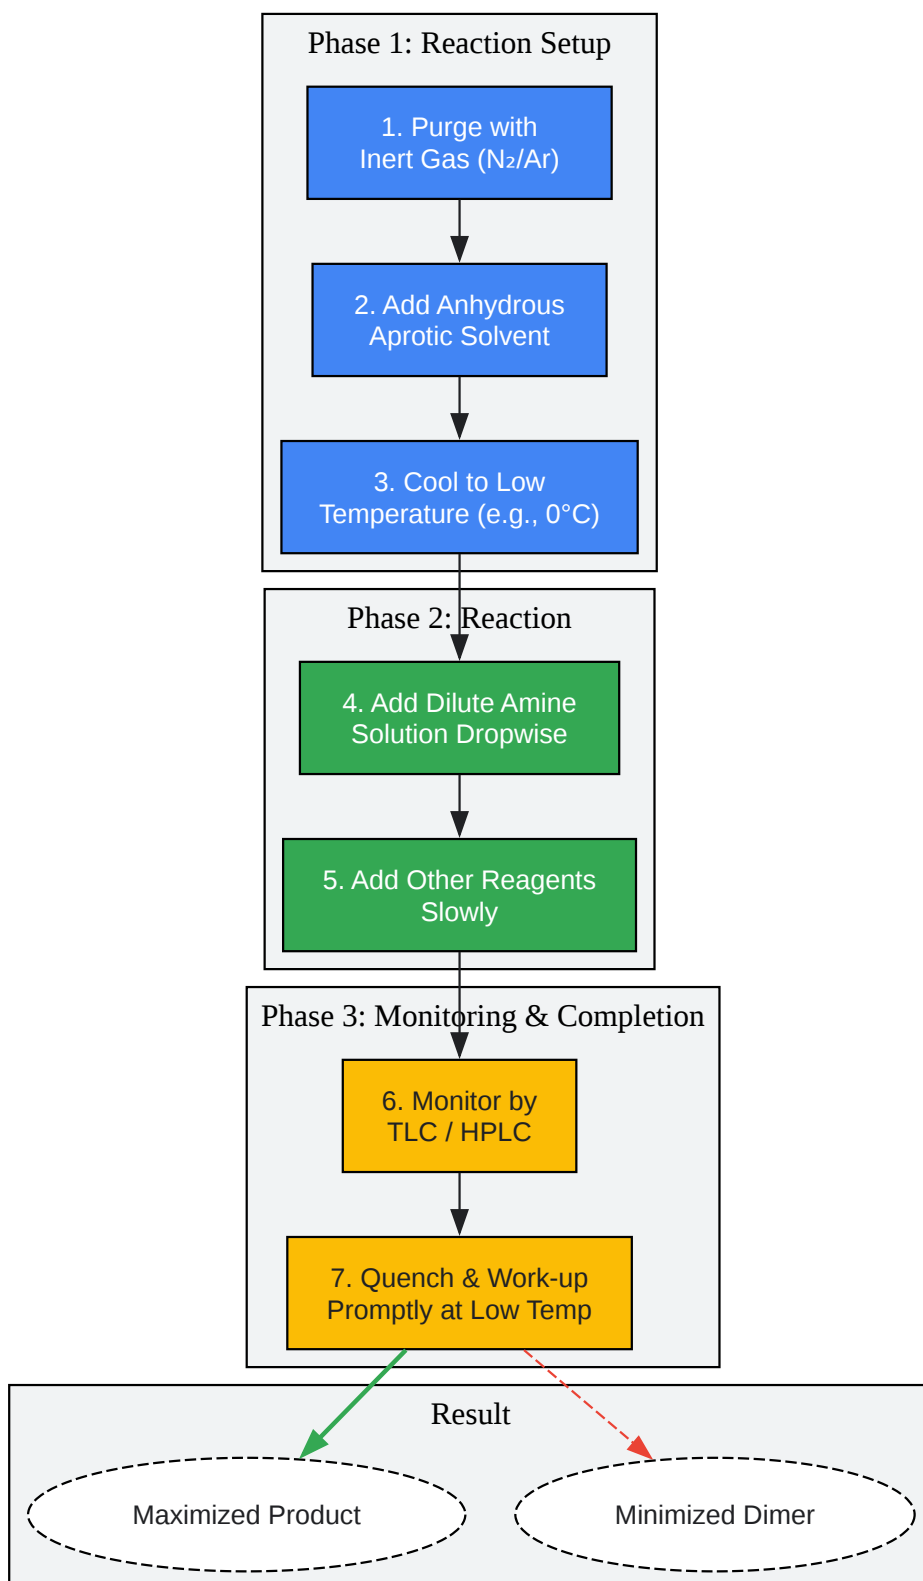 Phase 1: Reaction Setup
1. Purge with
Inert Gas (N₂/Ar)
2. Add Anhydrous
Aprotic Solvent
3. Cool to Low
Temperature (e.g., 0°C)
Phase 2: Reaction
4. Add Dilute Amine
Solution Dropwise
5. Add Other Reagents
Slowly
Phase 3: Monitoring & Completion
6. Monitor by
TLC / HPLC
7. Quench & Work-up
Promptly at Low Temp
Result
Maximized Product
Minimized Dimer